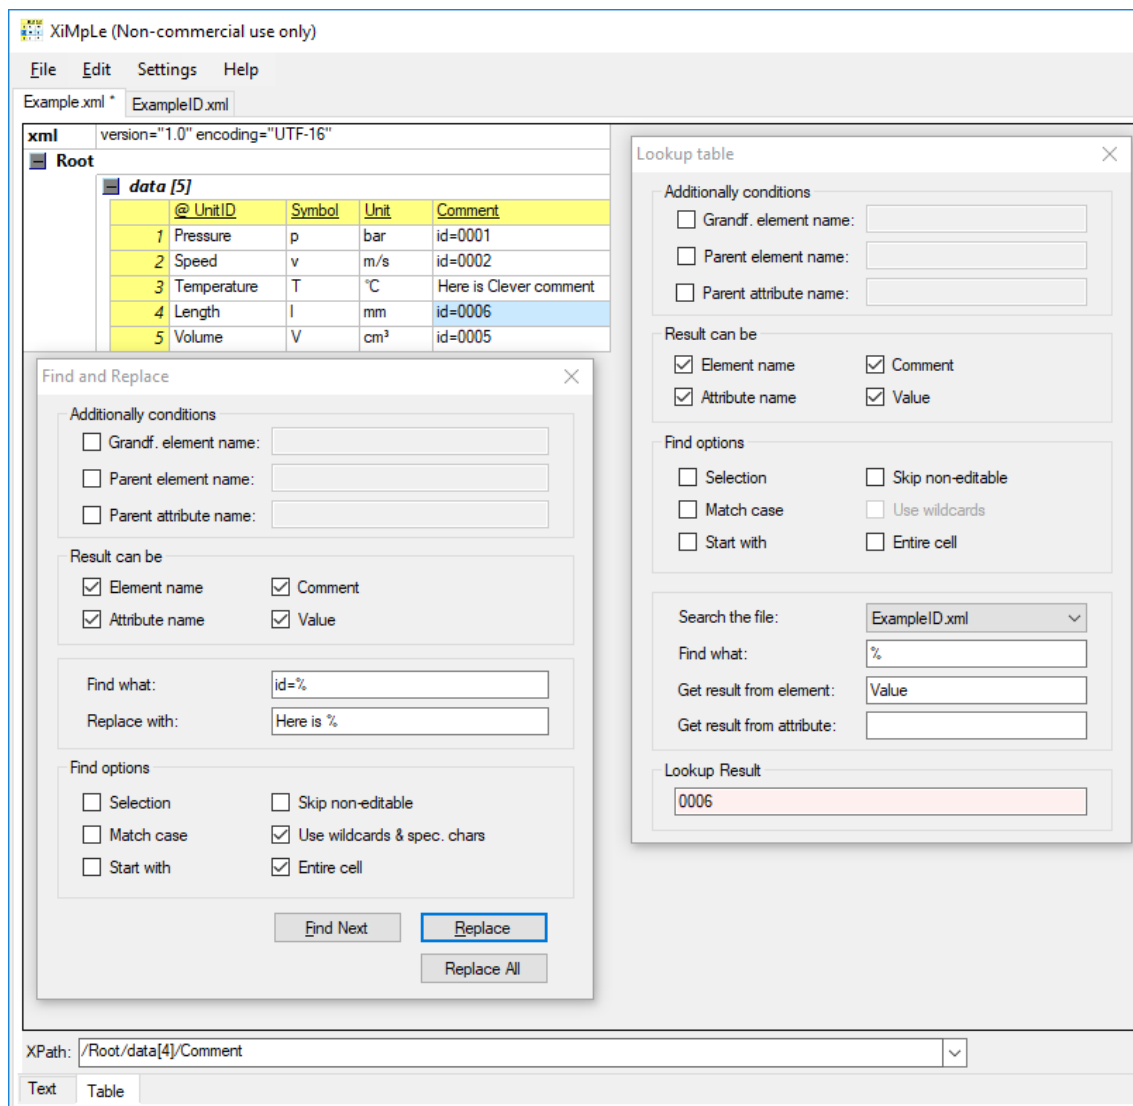 XiMpLe (Non-commercial use only)
File Edit Settings Help
Example.xml * ExampleID.xml
xml version="1.0" encoding="UTF-16"
Root
data [5]
@ UnitID Symbol Unit Comment
1 Pressure p bar id=0001
2 Speed v m/s id=0002
3 Temperature T °C Here is Clever comment
4 Length l mm id=0006
5 Volume V cm³ id=0005
Find and Replace
Additionally conditions
Grandf. element name:
Parent element name:
Parent attribute name:
Result can be
Element name Comment
Attribute name Value
Find what: id=%
Replace with: Here is %
Find options
Selection Skip non-editable
Match case Use wildcards & spec. chars
Start with Entire cell
Find Next Replace
Replace All
Lookup table
Additionally conditions
Grandf. element name:
Parent element name:
Parent attribute name:
Result can be
Element name Comment
Attribute name Value
Find options
Selection Skip non-editable
Match case Use wildcards
Start with Entire cell
Search the file: ExampleID.xml
Find what: %
Get result from element: Value
Get result from attribute:
Lookup Result
0006
XPath: /Root/data[4]/Comment
Text Table